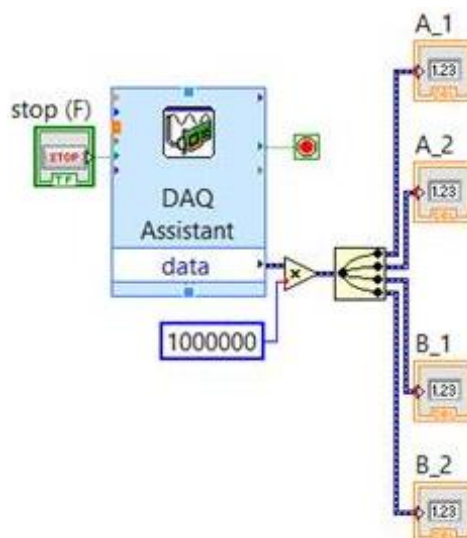 A_1
1.23
stop (F)
STOP
TF
A_2
1.23
DAQ
Assistant
data
×
1000000
B_1
1.23
B_2
1.23